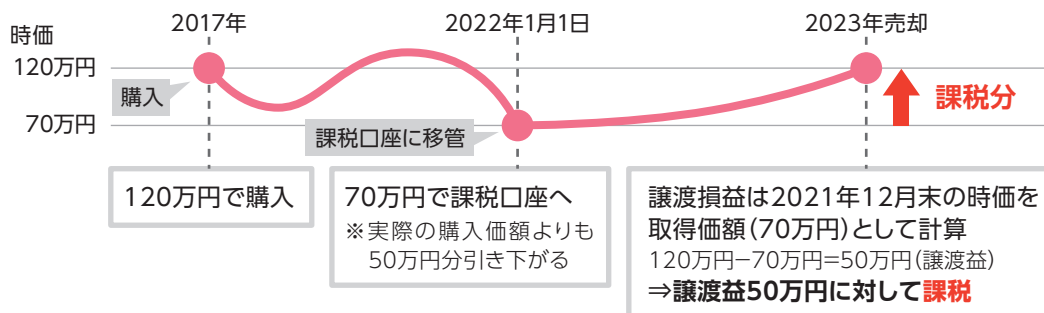 2017年
2022年1月1日
2023年売却
時価
120万円
購入
課税分
70万円
課税口座に移管
120万円で購入
70万円で課税口座へ
※実際の購入価額よりも
50万円分引き下がる
譲渡損益は2021年12月末の時価を
取得価額(70万円)として計算
120万円−70万円=50万円(譲渡益)
⇒譲渡益50万円に対して課税